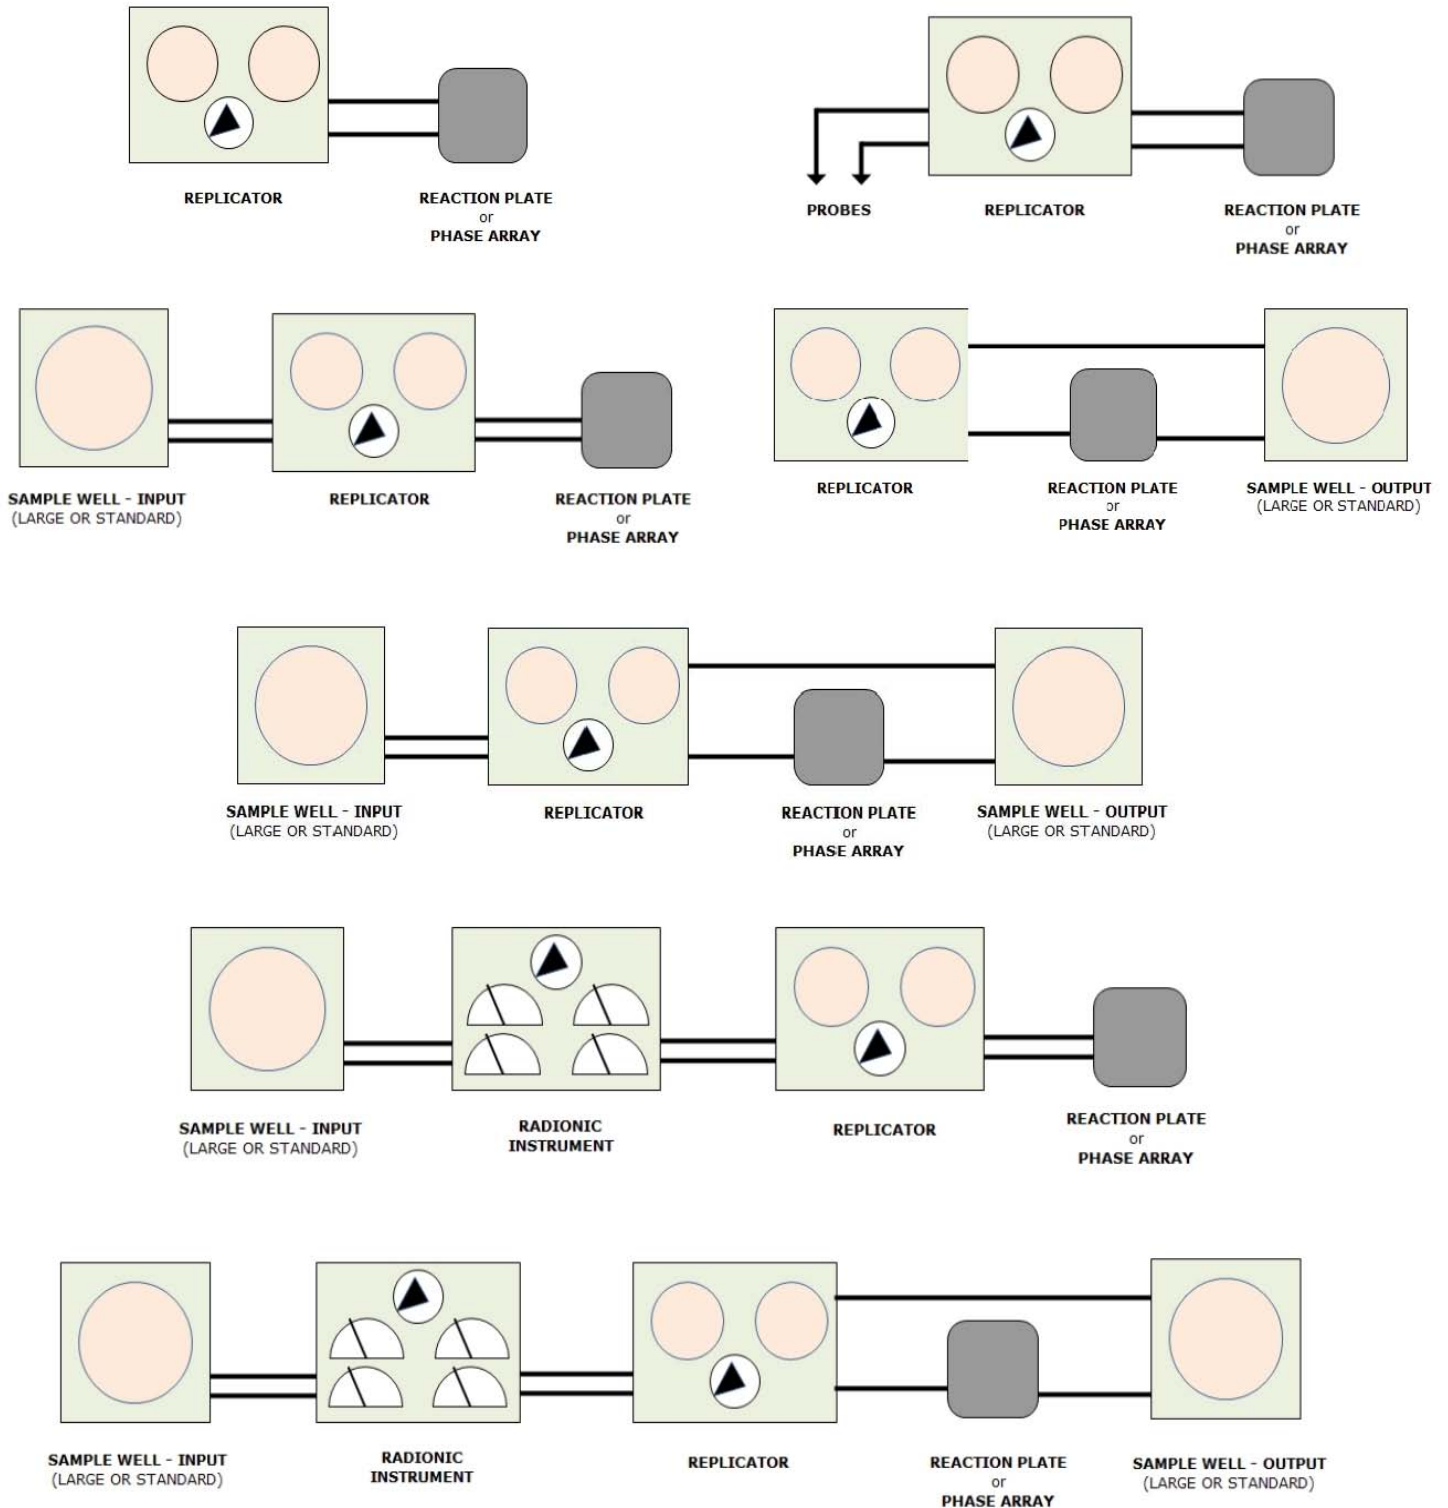 REPLICATOR
REACTION PLATE
or
PHASE ARRAY
PROBES
REPLICATOR
REACTION PLATE
or
PHASE ARRAY
SAMPLE WELL - INPUT
(LARGE OR STANDARD)
REPLICATOR
REACTION PLATE
or
PHASE ARRAY
REPLICATOR
REACTION PLATE
or
PHASE ARRAY
SAMPLE WELL - OUTPUT
(LARGE OR STANDARD)
SAMPLE WELL - INPUT
(LARGE OR STANDARD)
REPLICATOR
REACTION PLATE
or
PHASE ARRAY
SAMPLE WELL - OUTPUT
(LARGE OR STANDARD)
SAMPLE WELL - INPUT
(LARGE OR STANDARD)
RADIONIC
INSTRUMENT
REPLICATOR
REACTION PLATE
or
PHASE ARRAY
SAMPLE WELL - INPUT
(LARGE OR STANDARD)
RADIONIC
INSTRUMENT
REPLICATOR
REACTION PLATE
or
PHASE ARRAY
SAMPLE WELL - OUTPUT
(LARGE OR STANDARD)